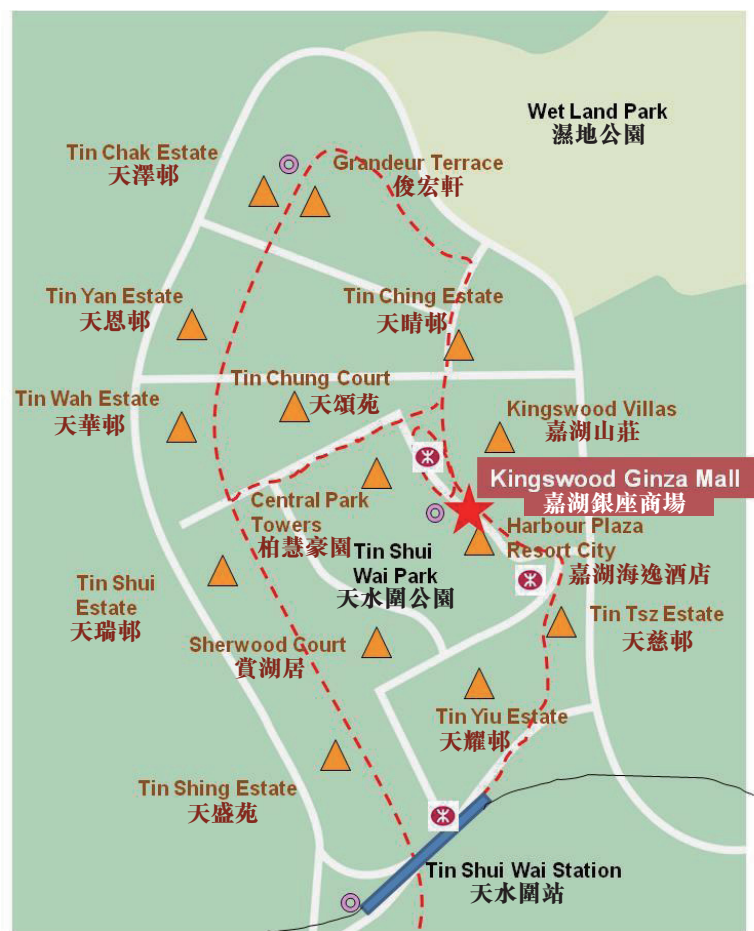 Wet Land Park
濕地公園
Tin Chak Estate
天澤邨
Grandeur Terrace
俊宏軒
Tin Yan Estate
天恩邨
Tin Ching Estate
天晴邨
Tin Chung Court
天頌苑
Tin Wah Estate
天華邨
Kingswood Villas
嘉湖山莊
Kingswood Ginza Mall
嘉湖銀座商場
Central Park
Towers
柏慧豪園
Harbour Plaza
Resort City
嘉湖海逸酒店
Tin Shui
Wai Park
天水圍公園
Tin Shui
Estate
天瑞邨
Tin Tsz Estate
天慈邨
Sherwood Court
賞湖居
Tin Yiu Estate
天耀邨
Tin Shing Estate
天盛苑
Tin Shui Wai Station
天水圍站